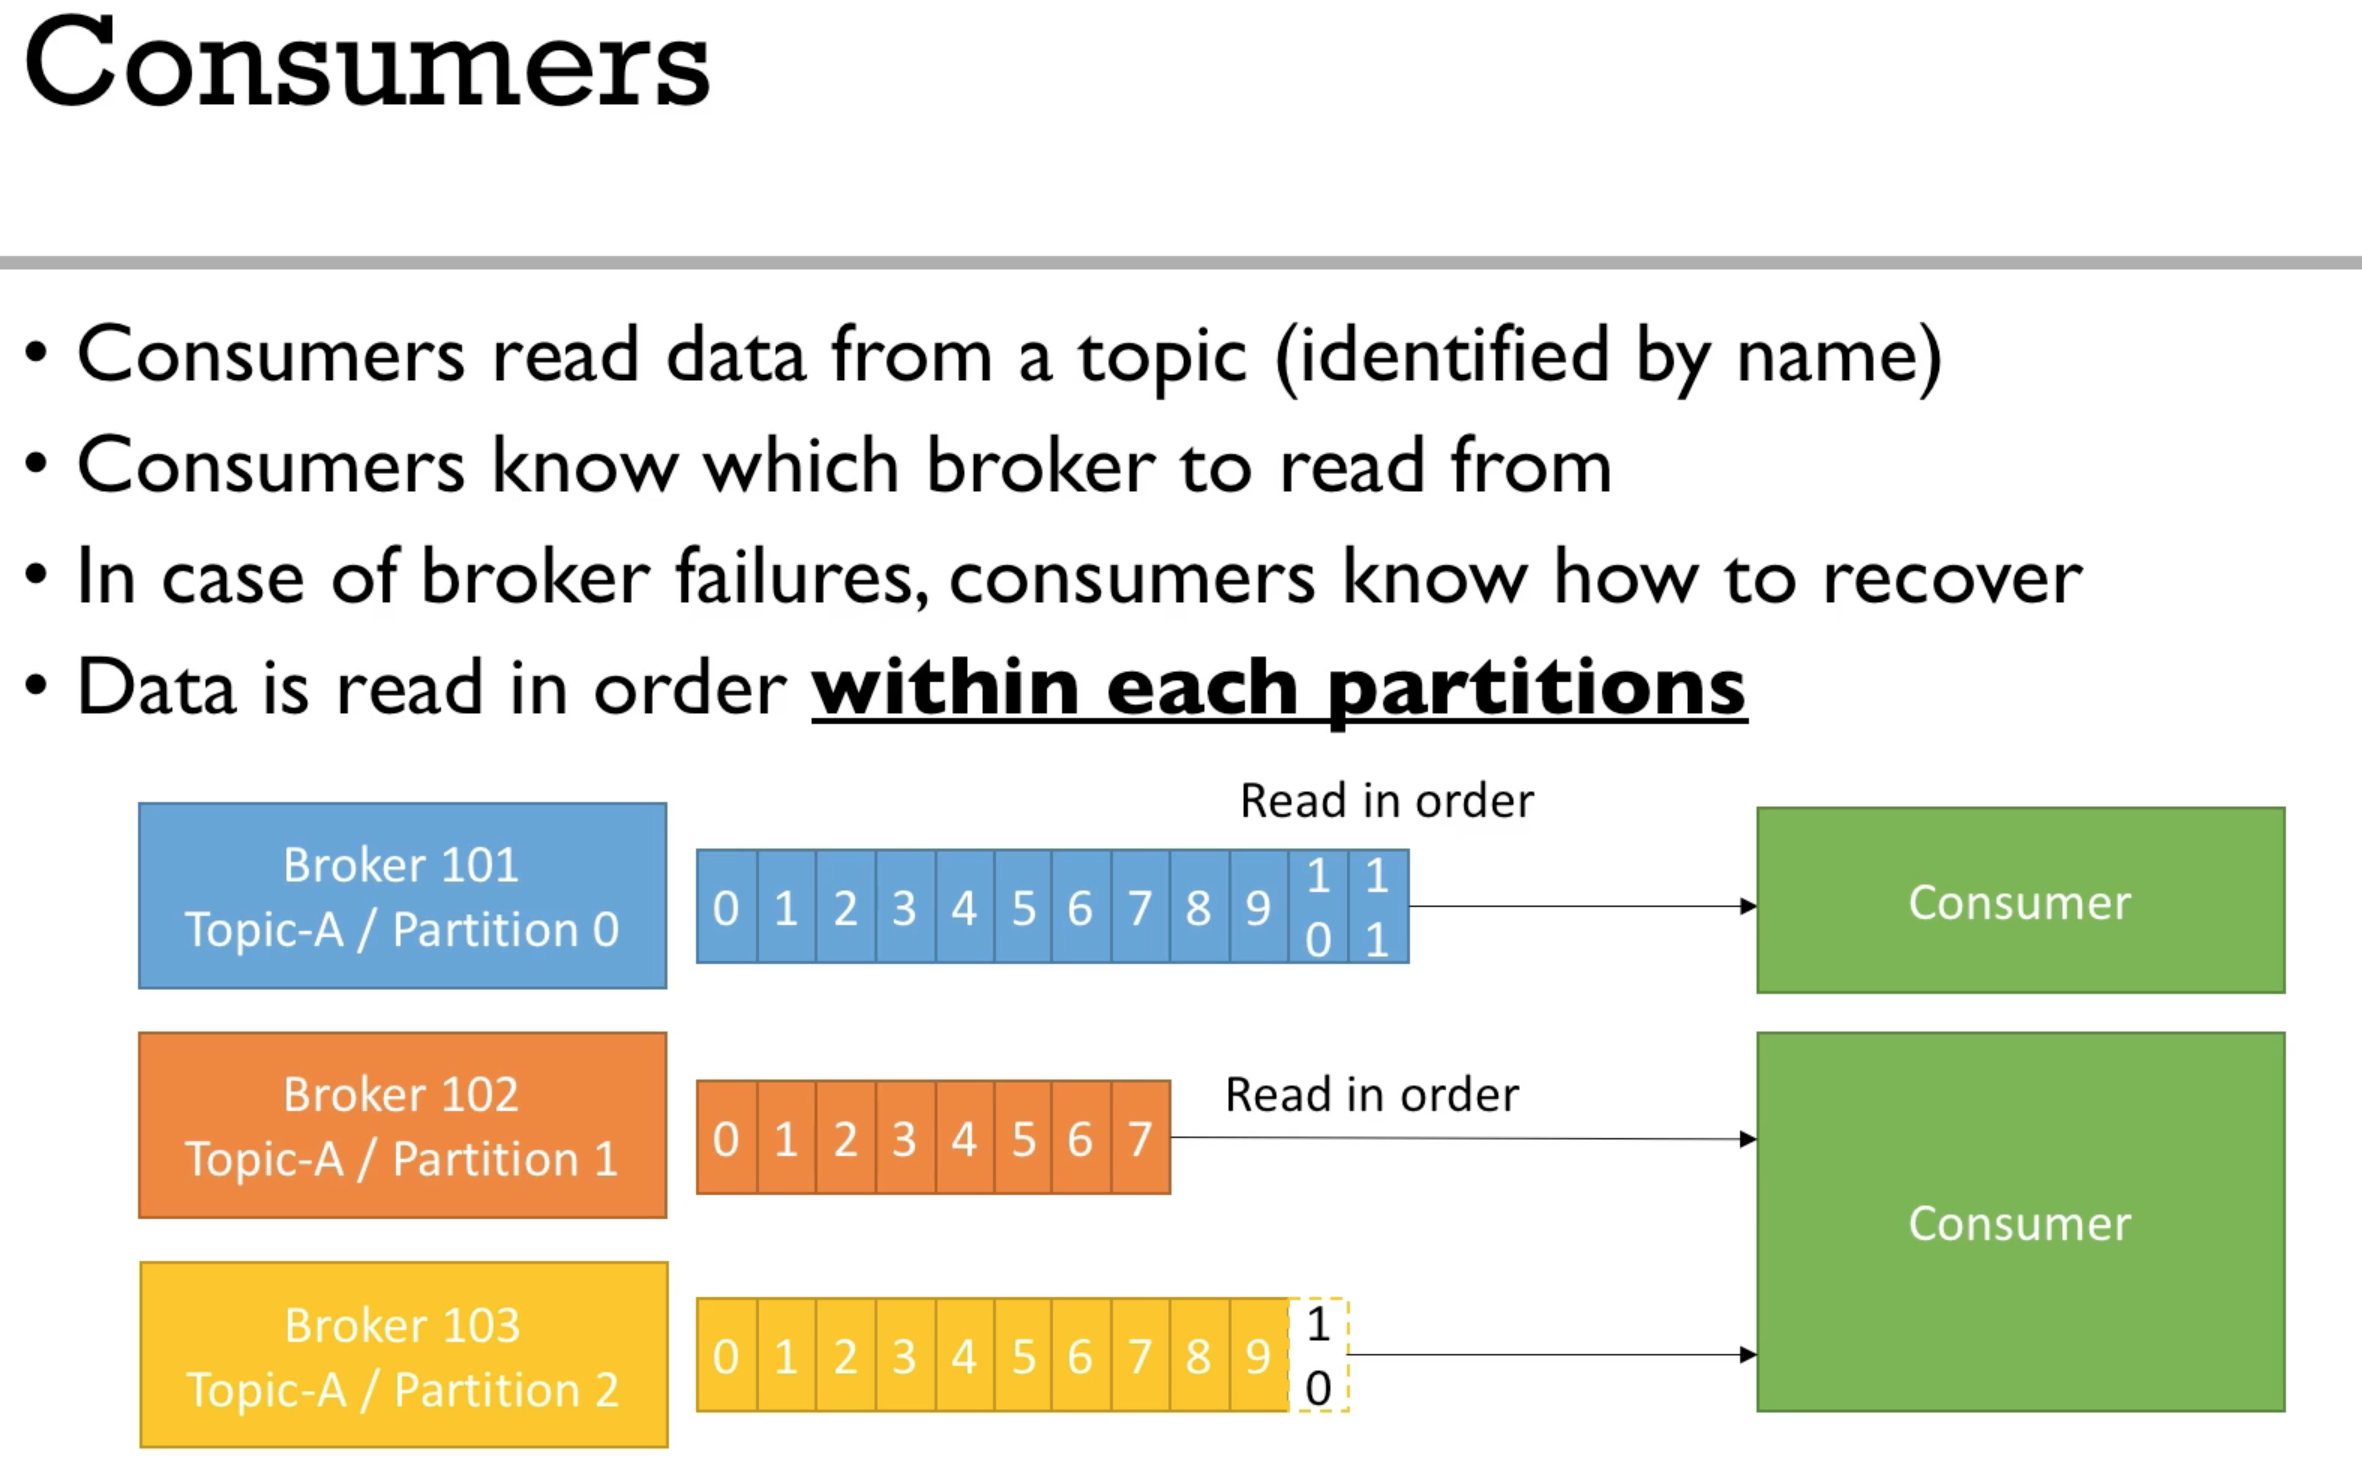 Consumers
• Consumers read data from a topic (identified by name)
• Consumers know which broker to read from
• In case of broker failures, consumers know how to recover
• Data is read in order within each partitions
Read in order
Broker 101
Topic-A / Partition 0
0 1 2 3 4 5 6 7 8 9 10 11
Consumer
Broker 102
Topic-A / Partition 1
0 1 2 3 4 5 6 7
Read in order
Consumer
Broker 103
Topic-A / Partition 2
0 1 2 3 4 5 6 7 8 9 10